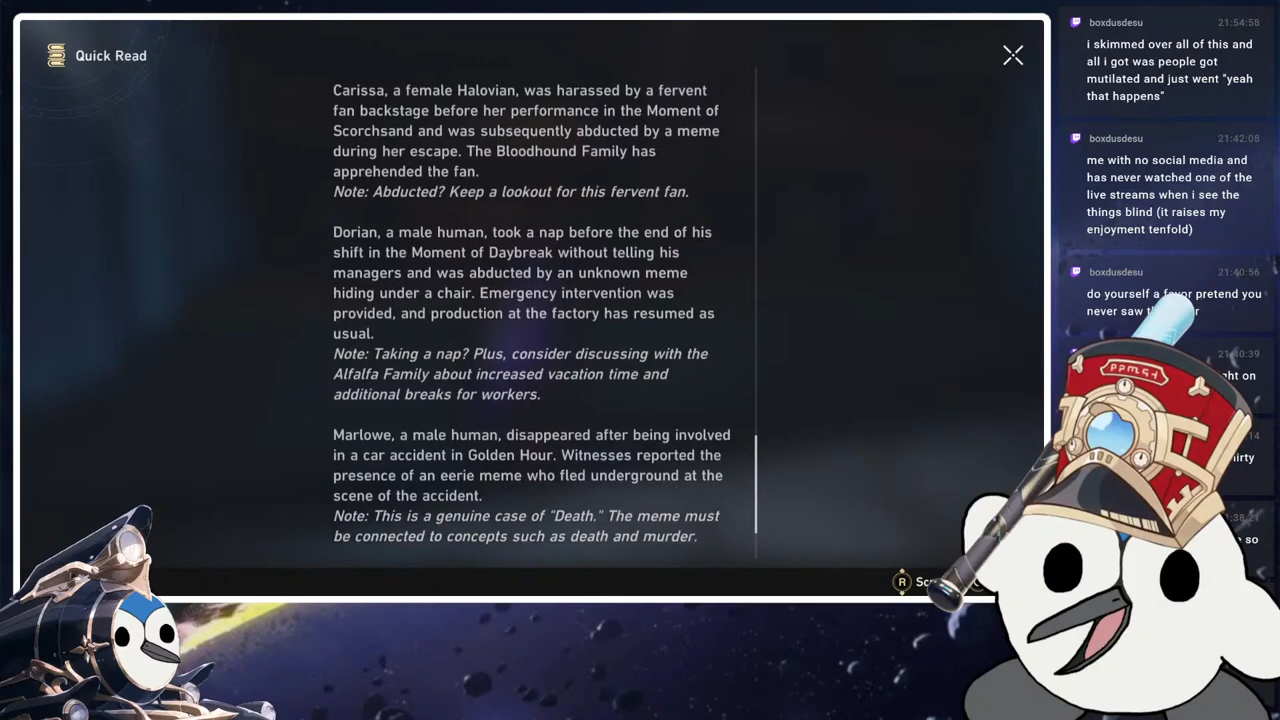 Quick Read
Carissa, a female Halovian, was harassed by a fervent
fan backstage before her performance in the Moment of
Scorchsand and was subsequently abducted by a meme
during her escape. The Bloodhound Family has
apprehended the fan.
Note: Abducted? Keep a lookout for this fervent fan.
Dorian, a male human, took a nap before the end of his
shift in the Moment of Daybreak without telling his
managers and was abducted by an unknown meme
hiding under a chair. Emergency intervention was
provided, and production at the factory has resumed as
usual.
Note: Taking a nap? Plus, consider discussing with the
Alfalfa Family about increased vacation time and
additional breaks for workers.
Marlowe, a male human, disappeared after being involved
in a car accident in Golden Hour. Witnesses reported the
presence of an eerie meme who fled underground at the
scene of the accident.
Note: This is a genuine case of "Death." The meme must
be connected to concepts such as death and murder.
R
boxdusdesu 21:54:58
i skimmed over all of this and
all i got was people got
mutilated and just went "yeah
that happens"
boxdusdesu 21:42:08
me with no social media and
has never watched one of the
live streams when i see the
things blind (it raises my
enjoyment tenfold)
boxdusdesu 21:40:56
do yourself a favor pretend you
never saw
21:40:39
on
so